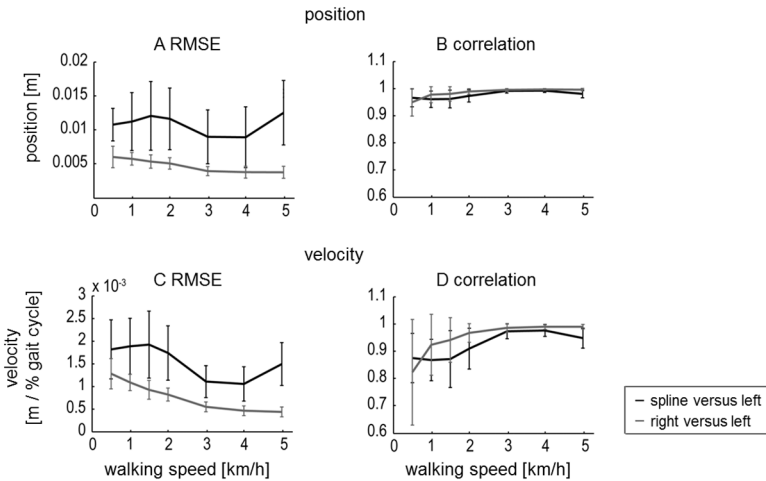 position
A RMSE
B correlation
position [m]
0.02
0.015
0.01
0.005
0 1 2 3 4 5
1.1
1
0.9
0.8
0.7
0.6
0 1 2 3 4 5
velocity
C RMSE
D correlation
x 10⁻³
velocity
[m / % gait cycle]
3
2.5
2
1.5
1
0.5
0
0 1 2 3 4 5
walking speed [km/h]
1.1
1
0.9
0.8
0.7
0.6
0 1 2 3 4 5
walking speed [km/h]
spline versus left
right versus left